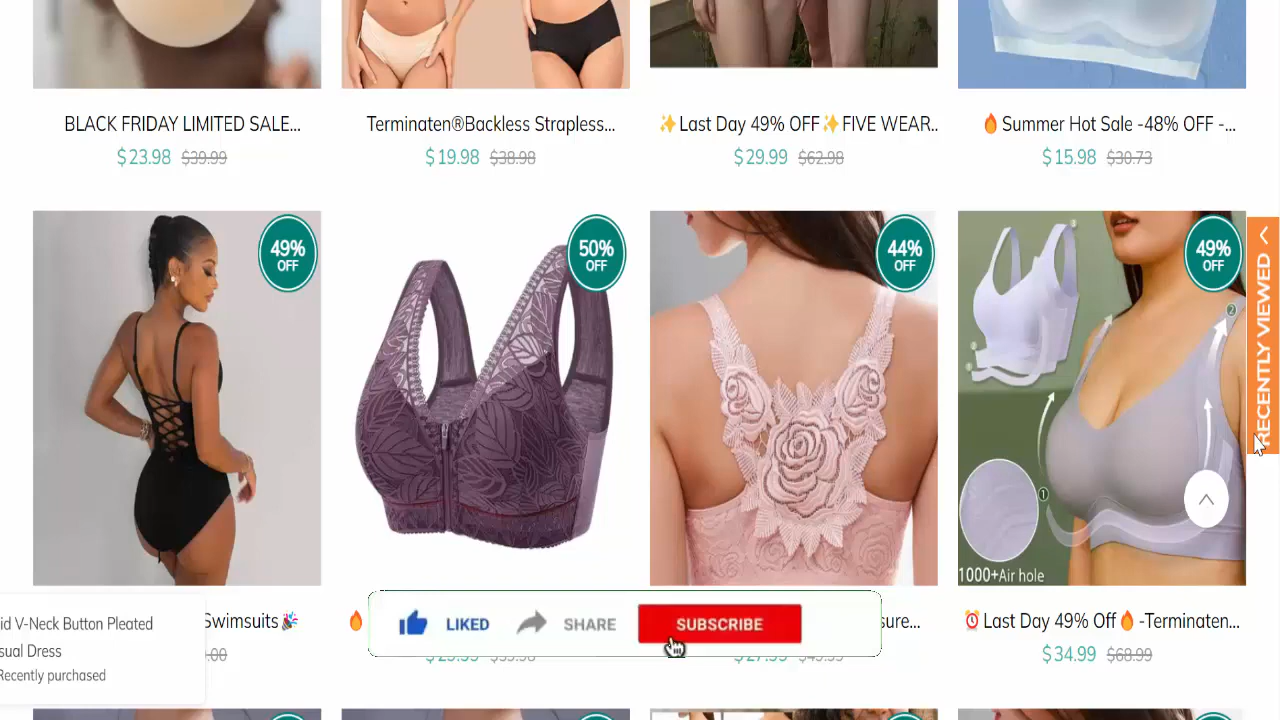 BLACK FRIDAY LIMITED SALE...
$23.98 $39.99
Terminaten®Backless Strapless...
$19.98 $38.98
✨Last Day 49% OFF✨FIVE WEAR..
$29.99 $62.98
🔥Summer Hot Sale -48% OFF -...
$15.98 $30.73
49%
OFF
50%
OFF
44%
OFF
49%
OFF
1000+Air hole
RECENTLY VIEWED
Swimsuits🎉
.00
🔥
sure...
⏰Last Day 49% Off🔥-Terminaten...
$34.99 $68.99
id V-Neck Button Pleated
sual Dress
Recently purchased
LIKED
SHARE
SUBSCRIBE